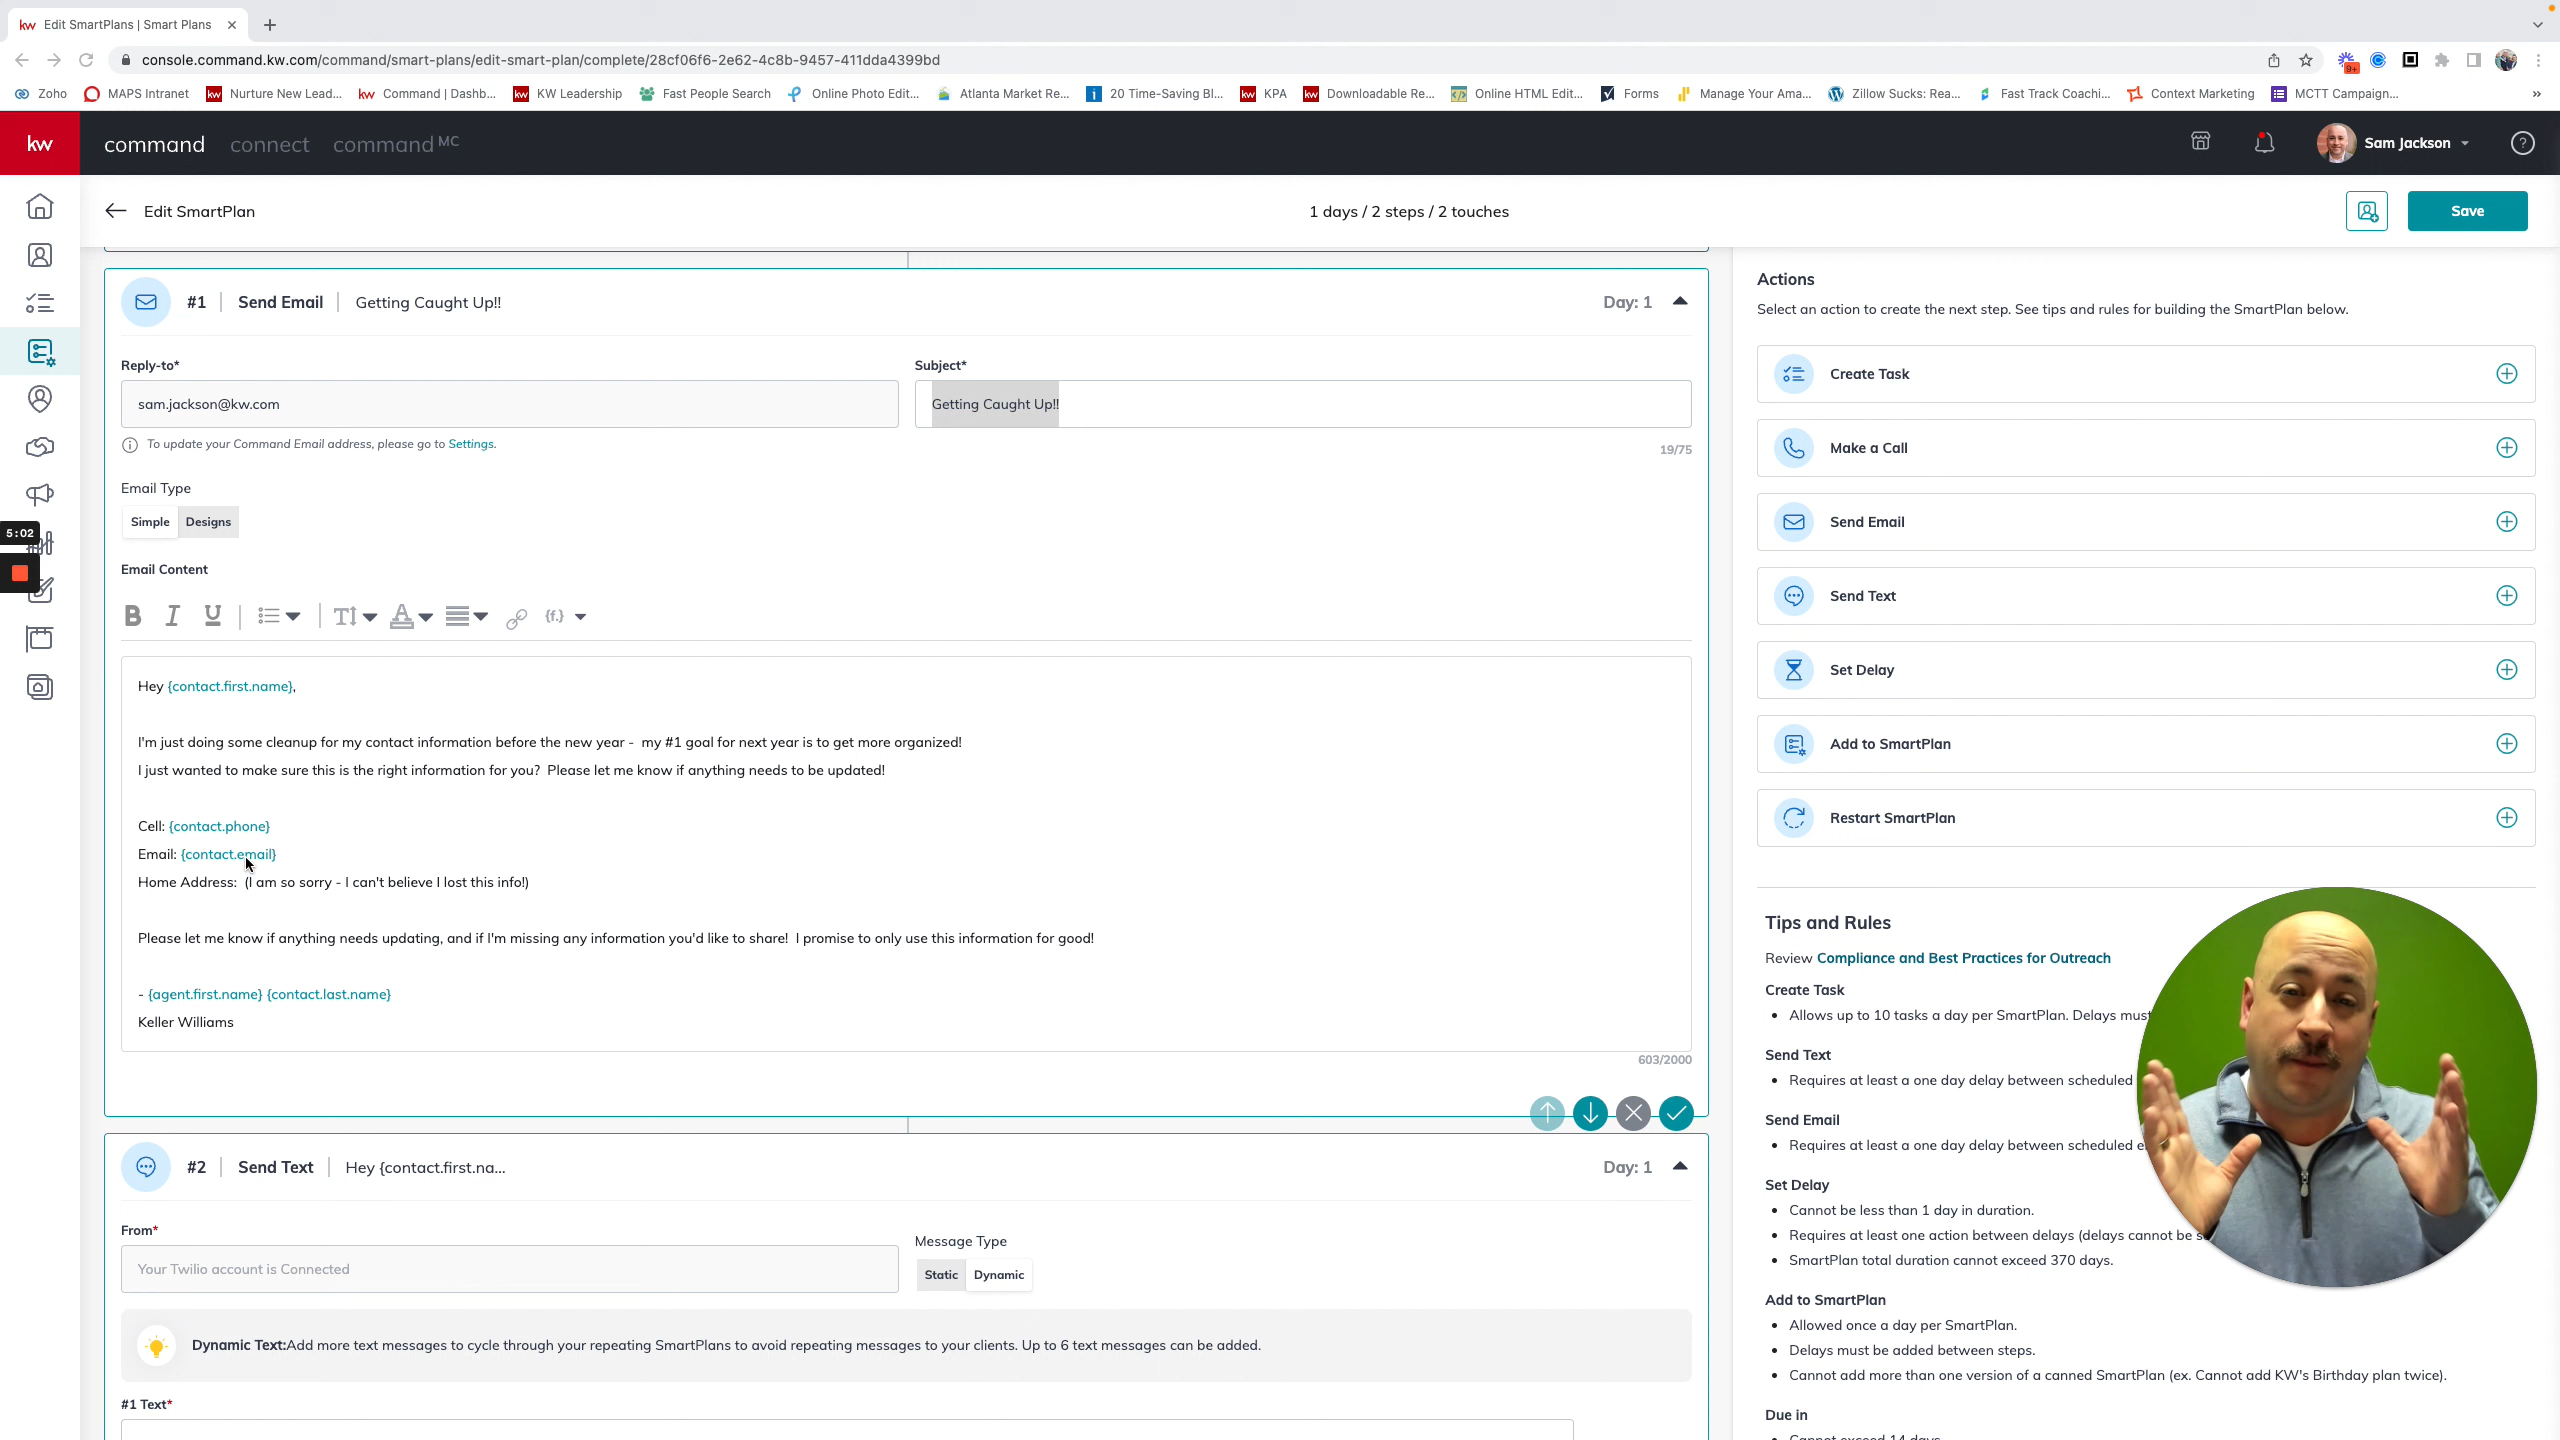 kw Edit SmartPlans | Smart Plans
console.command.kw.com/command/smart-plans/edit-smart-plan/complete/28cf06f6-2e62-4c8b-9457-411dda4399bd
9+
Zoho MAPS Intranet Nurture New Lead... Command | Dashb... KW Leadership Fast People Search Online Photo Edit... Atlanta Market Re... 20 Time-Saving Bl... KPA Downloadable Re... Online HTML Edit... Forms Manage Your Ama... Zillow Sucks: Rea... Fast Track Coachi... Context Marketing MCTT Campaign... »
kw command connect command MC Sam Jackson
Edit SmartPlan 1 days / 2 steps / 2 touches Save
#1 Send Email Getting Caught Up!! Day: 1
Reply-to* Subject*
sam.jackson@kw.com Getting Caught Up!!
To update your Command Email address, please go to Settings.
19/75
Email Type
Simple Designs
5:02
Email Content
B I U
Hey {contact.first.name},
I'm just doing some cleanup for my contact information before the new year - my #1 goal for next year is to get more organized!
I just wanted to make sure this is the right information for you? Please let me know if anything needs to be updated!
Cell: {contact.phone}
Email: {contact.email}
Home Address: (I am so sorry - I can't believe I lost this info!)
Please let me know if anything needs updating, and if I'm missing any information you'd like to share! I promise to only use this information for good!
- {agent.first.name} {contact.last.name}
Keller Williams
603/2000
#2 Send Text Hey {contact.first.na... Day: 1
From*
Message Type
Your Twilio account is Connected
Static Dynamic
Dynamic Text:Add more text messages to cycle through your repeating SmartPlans to avoid repeating messages to your clients. Up to 6 text messages can be added.
#1 Text*
Actions
Select an action to create the next step. See tips and rules for building the SmartPlan below.
Create Task
Make a Call
Send Email
Send Text
Set Delay
Add to SmartPlan
Restart SmartPlan
Tips and Rules
Review Compliance and Best Practices for Outreach
Create Task
• Allows up to 10 tasks a day per SmartPlan. Delays must
Send Text
• Requires at least a one day delay between scheduled
Send Email
• Requires at least a one day delay between scheduled e
Set Delay
• Cannot be less than 1 day in duration.
• Requires at least one action between delays (delays cannot be s
• SmartPlan total duration cannot exceed 370 days.
Add to SmartPlan
• Allowed once a day per SmartPlan.
• Delays must be added between steps.
• Cannot add more than one version of a canned SmartPlan (ex. Cannot add KW's Birthday plan twice).
Due in
• Cannot exceed 14 days